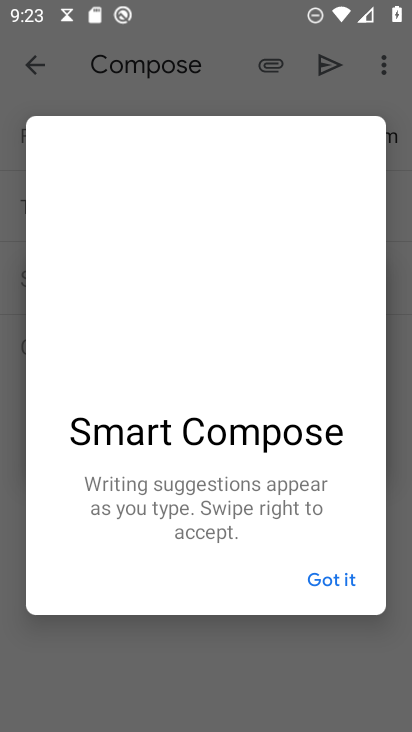 9:23
Compose
F
m
T
S
Smart Compose
Writing suggestions appear
as you type. Swipe right to
accept.
Got it